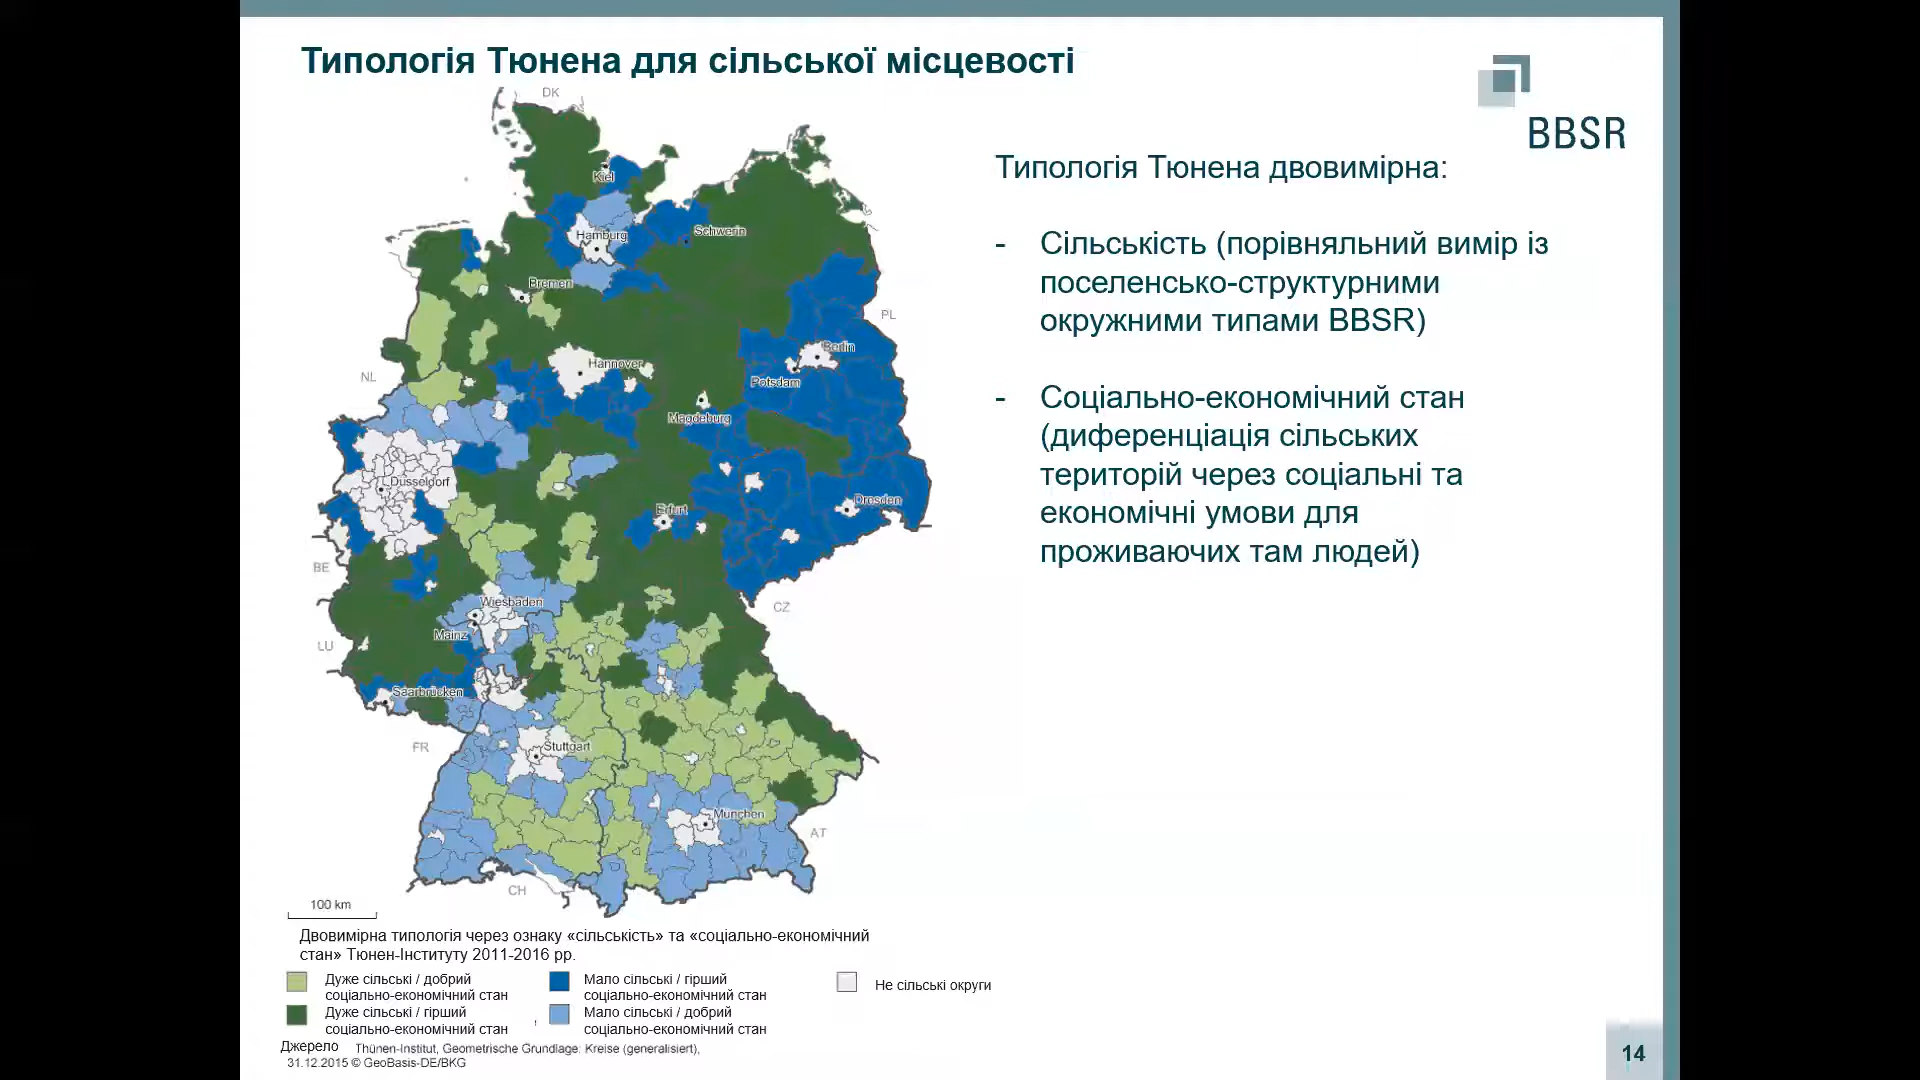 Типологія Тюнена для сільської місцевості
BBSR
Типологія Тюнена двовимірна:
- Сільськість (порівняльний вимір із
поселенсько-структурними
окружними типами BBSR)
- Соціально-економічний стан
(диференціація сільських
територій через соціальні та
економічні умови для
проживаючих там людей)
DK
Kiel
Hamburg
Schwerin
Bremen
PL
Berlin
Hannover
NL
Potsdam
Magdeburg
Düsseldorf
Dresden
Erfurt
BE
Wiesbaden
CZ
Mainz
LU
Saarbrücken
FR
Stuttgart
München
AT
CH
100 km
Двовимірна типологія через ознаку «сільськість» та «соціально-економічний
стан» Тюнен-Інституту 2011-2016 рр.
Дуже сільські / добрий
соціально-економічний стан
Дуже сільські / гірший
соціально-економічний стан
Мало сільські / гірший
соціально-економічний стан
Мало сільські / добрий
соціально-економічний стан
Не сільські округи
Джерело Thünen-Institut, Geometrische Grundlage: Kreise (generalisiert),
31.12.2015 © GeoBasis-DE/BKG
14